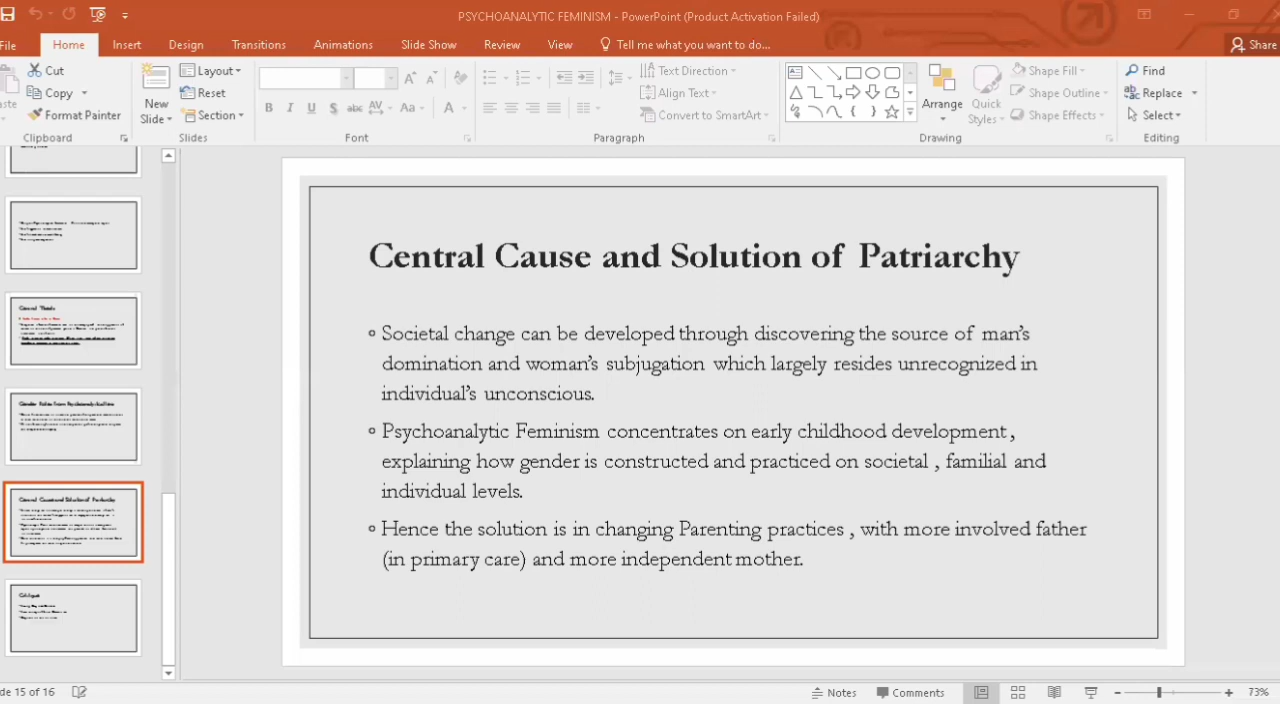 PSYCHOANALYTIC FEMINISM - PowerPoint (Product Activation Failed)
File Home Insert Design Transitions Animations Slide Show Review View Tell me what you want to do... Share
Cut
Copy
Format Painter
Clipboard
New Slide
Layout
Reset
Section
Slides
B I U S abc AV Aa A
Font
Text Direction
Align Text
Convert to SmartArt
Paragraph
Arrange
Quick Styles
Shape Fill
Shape Outline
Shape Effects
Drawing
Find
Replace
Select
Editing
Central Cause and Solution of Patriarchy
Societal change can be developed through discovering the source of man's
domination and woman's subjugation which largely resides unrecognized in
individual's unconscious.
Psychoanalytic Feminism concentrates on early childhood development ,
explaining how gender is constructed and practiced on societal , familial and
individual levels.
Hence the solution is in changing Parenting practices , with more involved father
(in primary care) and more independent mother.
de 15 of 16
Notes Comments 73%